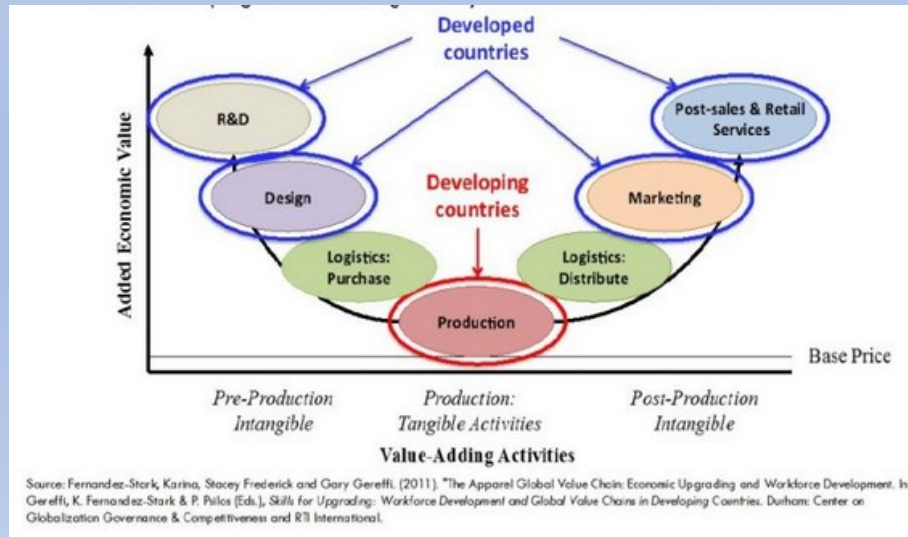 Developed
countries
R&D
Post-sales & Retail
Services
Design
Marketing
Developing
countries
Logistics:
Purchase
Logistics:
Distribute
Production
Added Economic Value
Base Price
Pre-Production
Intangible
Production:
Tangible Activities
Post-Production
Intangible
Value-Adding Activities
Source: Fernandez-Stark, Karina, Stacey Frederick and Gary Gereffi. (2011). "The Apparel Global Value Chain: Economic Upgrading and Workforce Development. In
Gereffi, K. Fernandez-Stark & P. Psilos (Eds.), Skills for Upgrading: Workforce Development and Global Value Chains in Developing Countries. Durham: Center on
Globalization Governance & Competitiveness and RTI International.